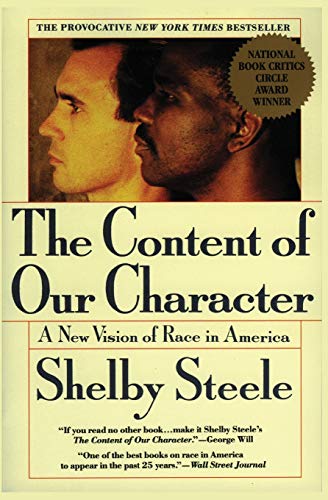 THE PROVOCATIVE NEW YORK TIMES BESTSELLER
NATIONAL
BOOK CRITICS
CIRCLE
AWARD
WINNER
The Content of
Our Character
A New Vision of Race in America
Shelby Steele
“If you read no other book...make it Shelby Steele's
The Content of Our Character.”—George Will
“One of the best books on race in America
to appear in the past 25 years.”—Wall Street Journal